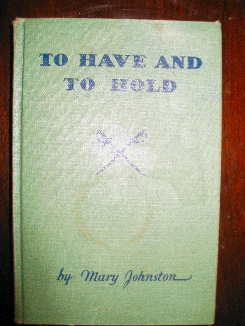 TO HAVE AND
TO HOLD
by Mary Johnston